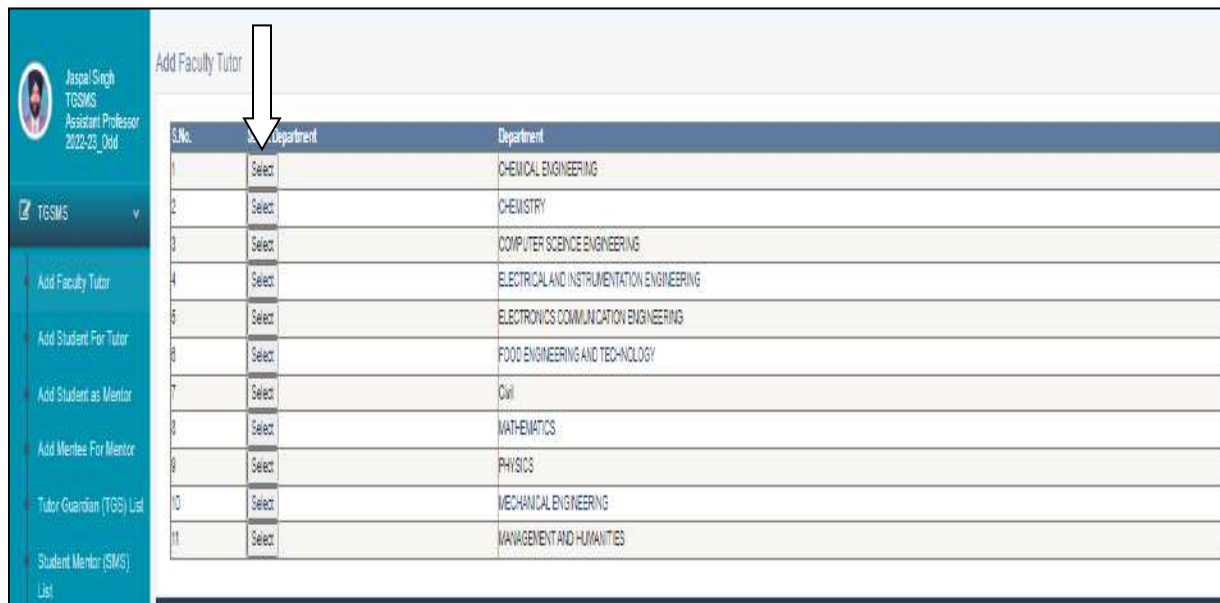 Jaspal Singh
TGSMS
Assistant Professor
2022-23_Odd
TGSMS
Add Faculty Tutor
Add Student For Tutor
Add Student as Mentor
Add Mentee For Mentor
Tutor Guardian (TGS) List
Student Mentor (SMS)
List
Add Faculty Tutor
S.No. Department Department
1 Select CHEMICAL ENGINEERING
2 Select CHEMISTRY
3 Select COMPUTER SCEINCE ENGINEERING
4 Select ELECTRICAL AND INSTRUMENTATION ENGINEERING
5 Select ELECTRONICS COMMUNICATION ENGINEERING
6 Select FOOD ENGINEERING AND TECHNOLOGY
7 Select Civil
8 Select MATHEMATICS
9 Select PHYSICS
10 Select MECHANICAL ENGINEERING
11 Select MANAGEMENT AND HUMANITIES